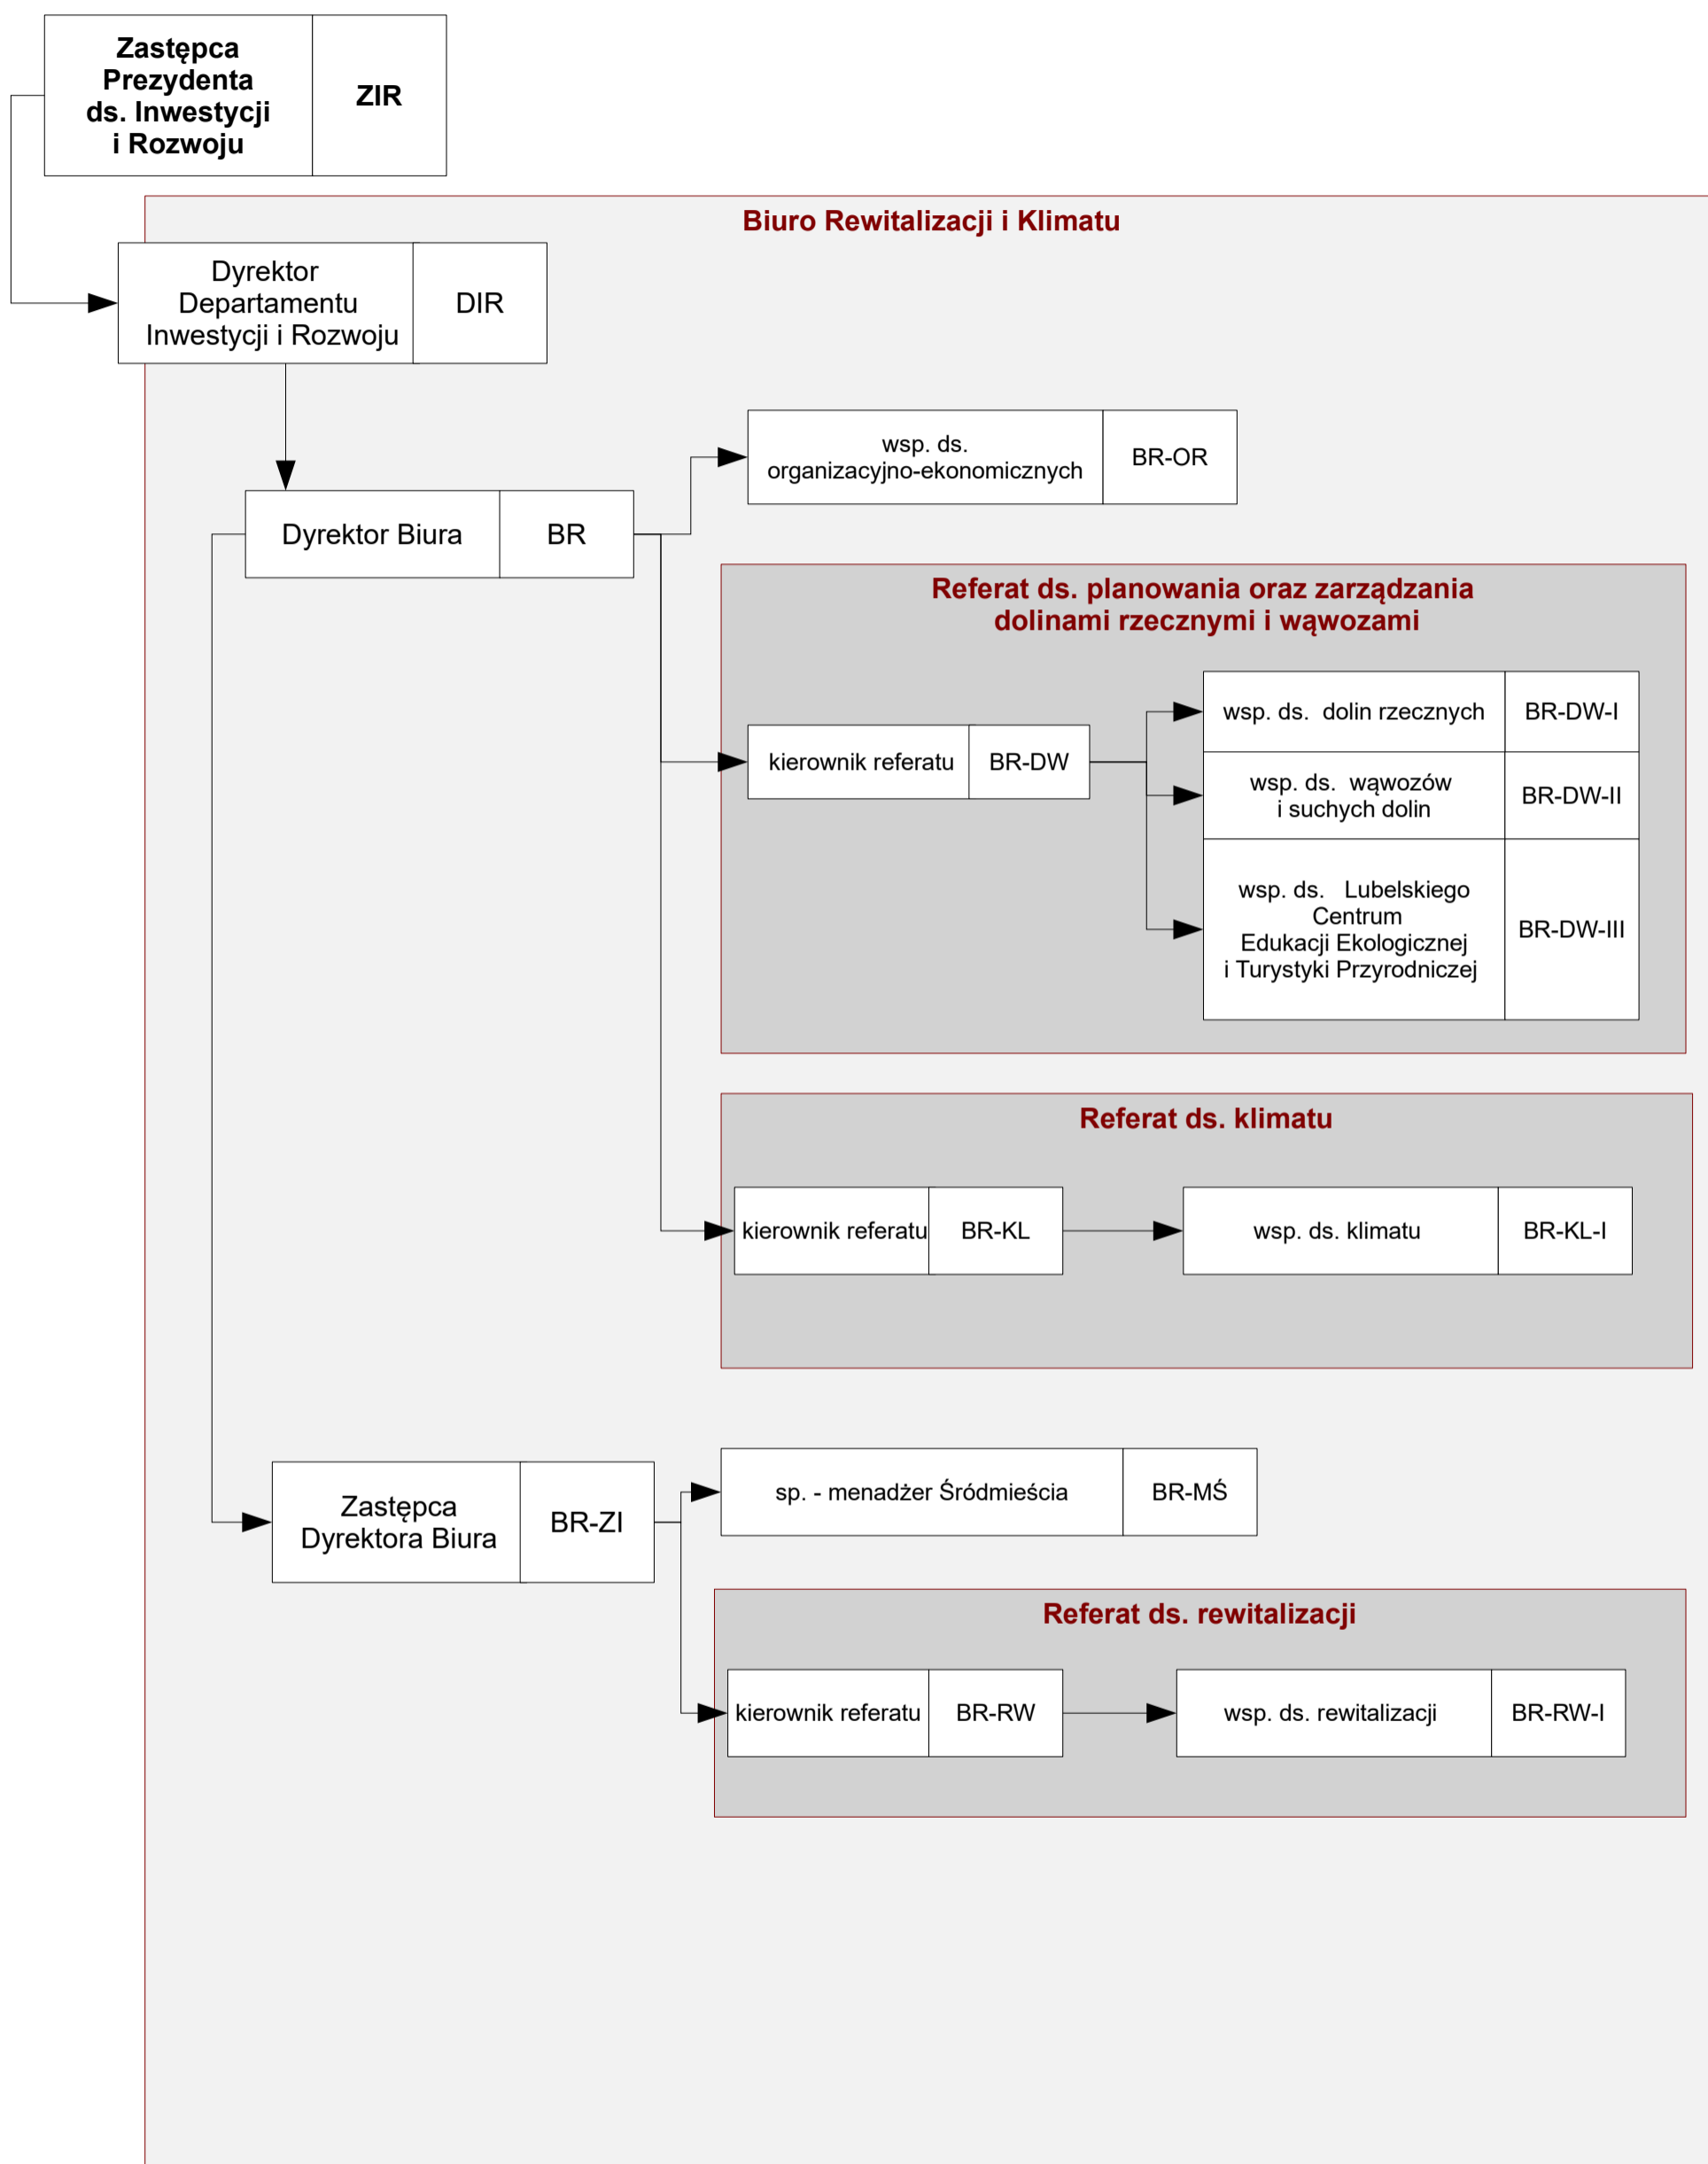 Zastępca
Prezydenta
ds. Inwestycji
i Rozwoju
ZIR
Biuro Rewitalizacji i Klimatu
Dyrektor
Departamentu
Inwestycji i Rozwoju
DIR
wsp. ds.
organizacyjno-ekonomicznych
BR-OR
Dyrektor Biura
BR
Referat ds. planowania oraz zarządzania
dolinami rzecznymi i wąwozami
kierownik referatu
BR-DW
wsp. ds. dolin rzecznych
BR-DW-I
wsp. ds. wąwozów
i suchych dolin
BR-DW-II
wsp. ds. Lubelskiego
Centrum
Edukacji Ekologicznej
i Turystyki Przyrodniczej
BR-DW-III
Referat ds. klimatu
kierownik referatu
BR-KL
wsp. ds. klimatu
BR-KL-I
Zastępca
Dyrektora Biura
BR-ZI
sp. - menadżer Śródmieścia
BR-MŚ
Referat ds. rewitalizacji
kierownik referatu
BR-RW
wsp. ds. rewitalizacji
BR-RW-I